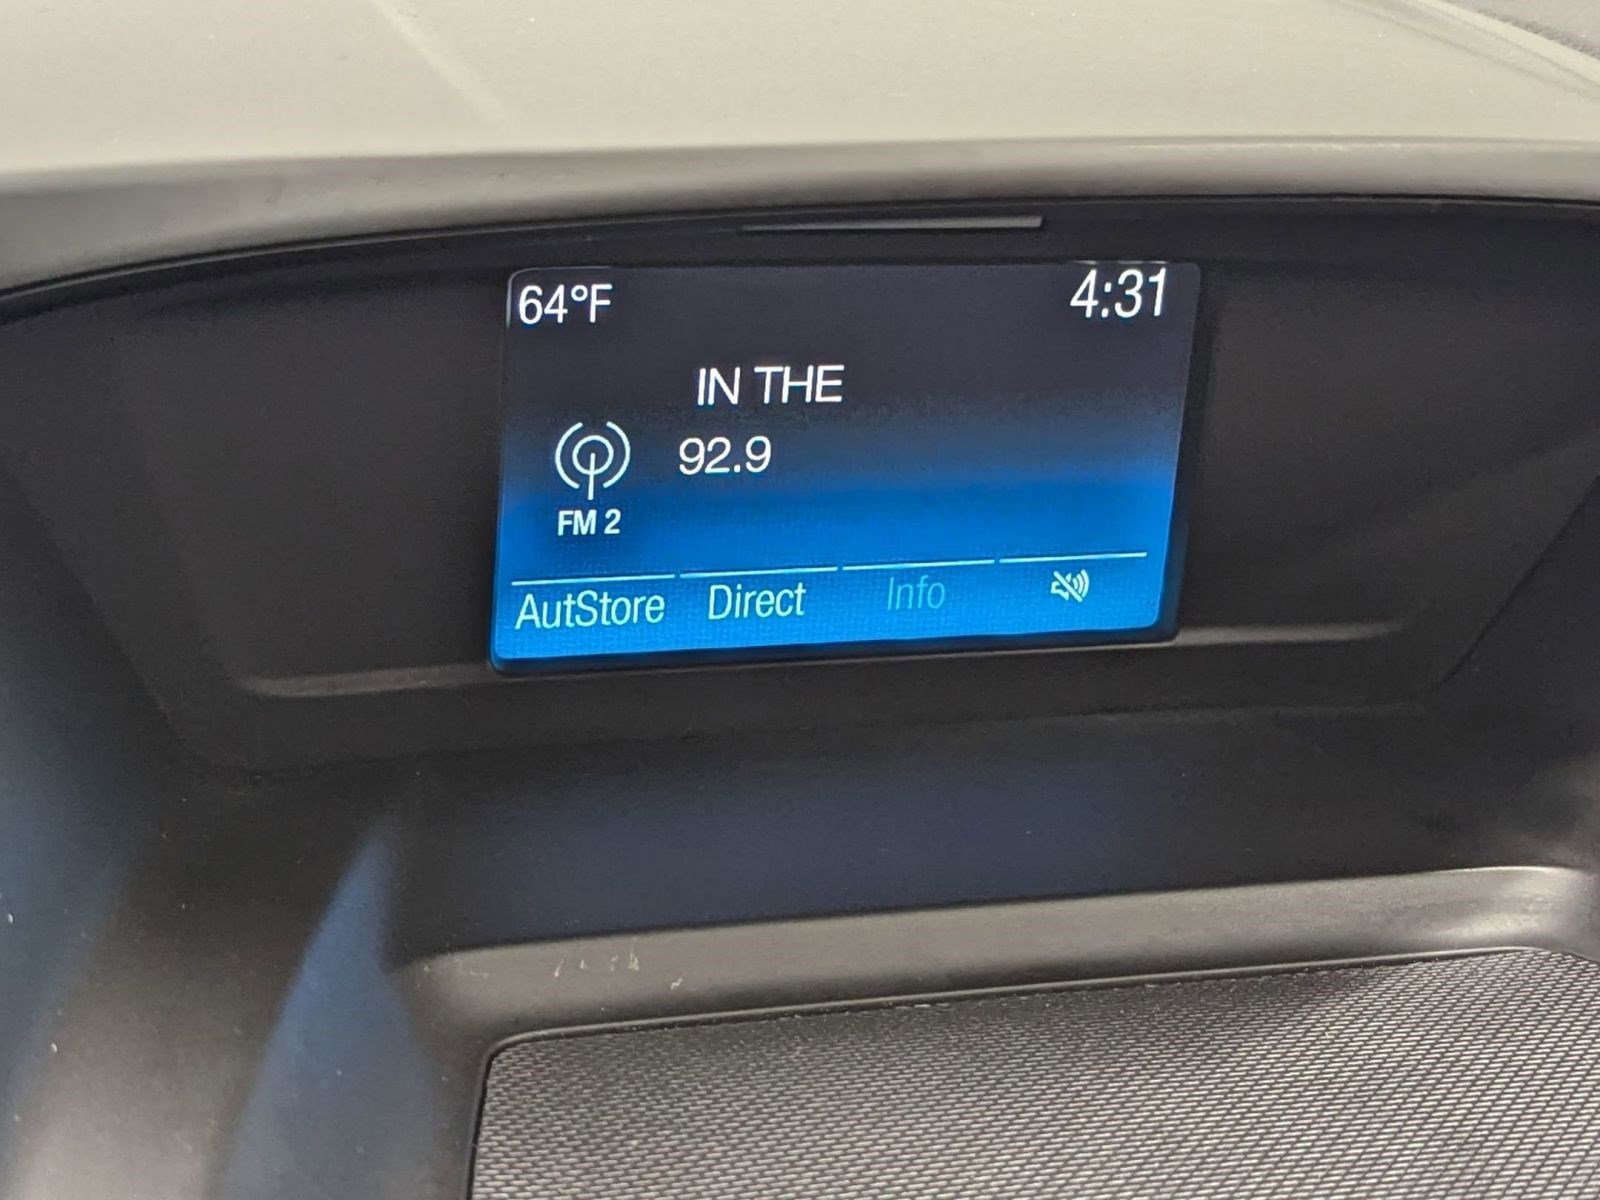 64°F 4:31
IN THE
92.9
FM 2
AutStore Direct Info